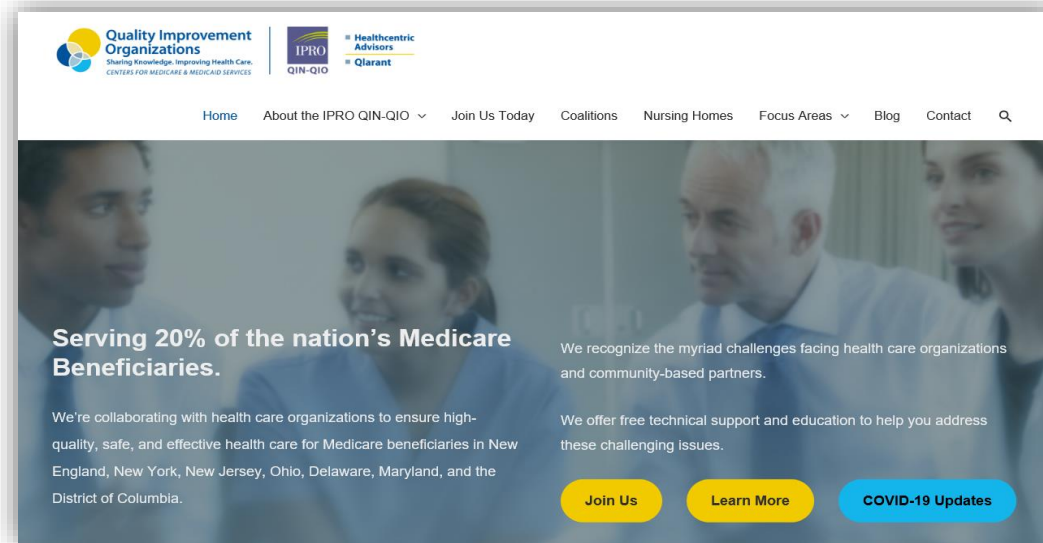 Quality Improvement
Organizations
Sharing Knowledge. Improving Health Care.
CENTERS FOR MEDICARE & MEDICAID SERVICES
IPRO
QIN-QIO
Healthcentric
Advisors
Qlarant
Home About the IPRO QIN-QIO Join Us Today Coalitions Nursing Homes Focus Areas Blog Contact
Serving 20% of the nation’s Medicare
Beneficiaries.
We’re collaborating with health care organizations to ensure high-
quality, safe, and effective health care for Medicare beneficiaries in New
England, New York, New Jersey, Ohio, Delaware, Maryland, and the
District of Columbia.
We recognize the myriad challenges facing health care organizations
and community-based partners.
We offer free technical support and education to help you address
these challenging issues.
Join Us Learn More COVID-19 Updates